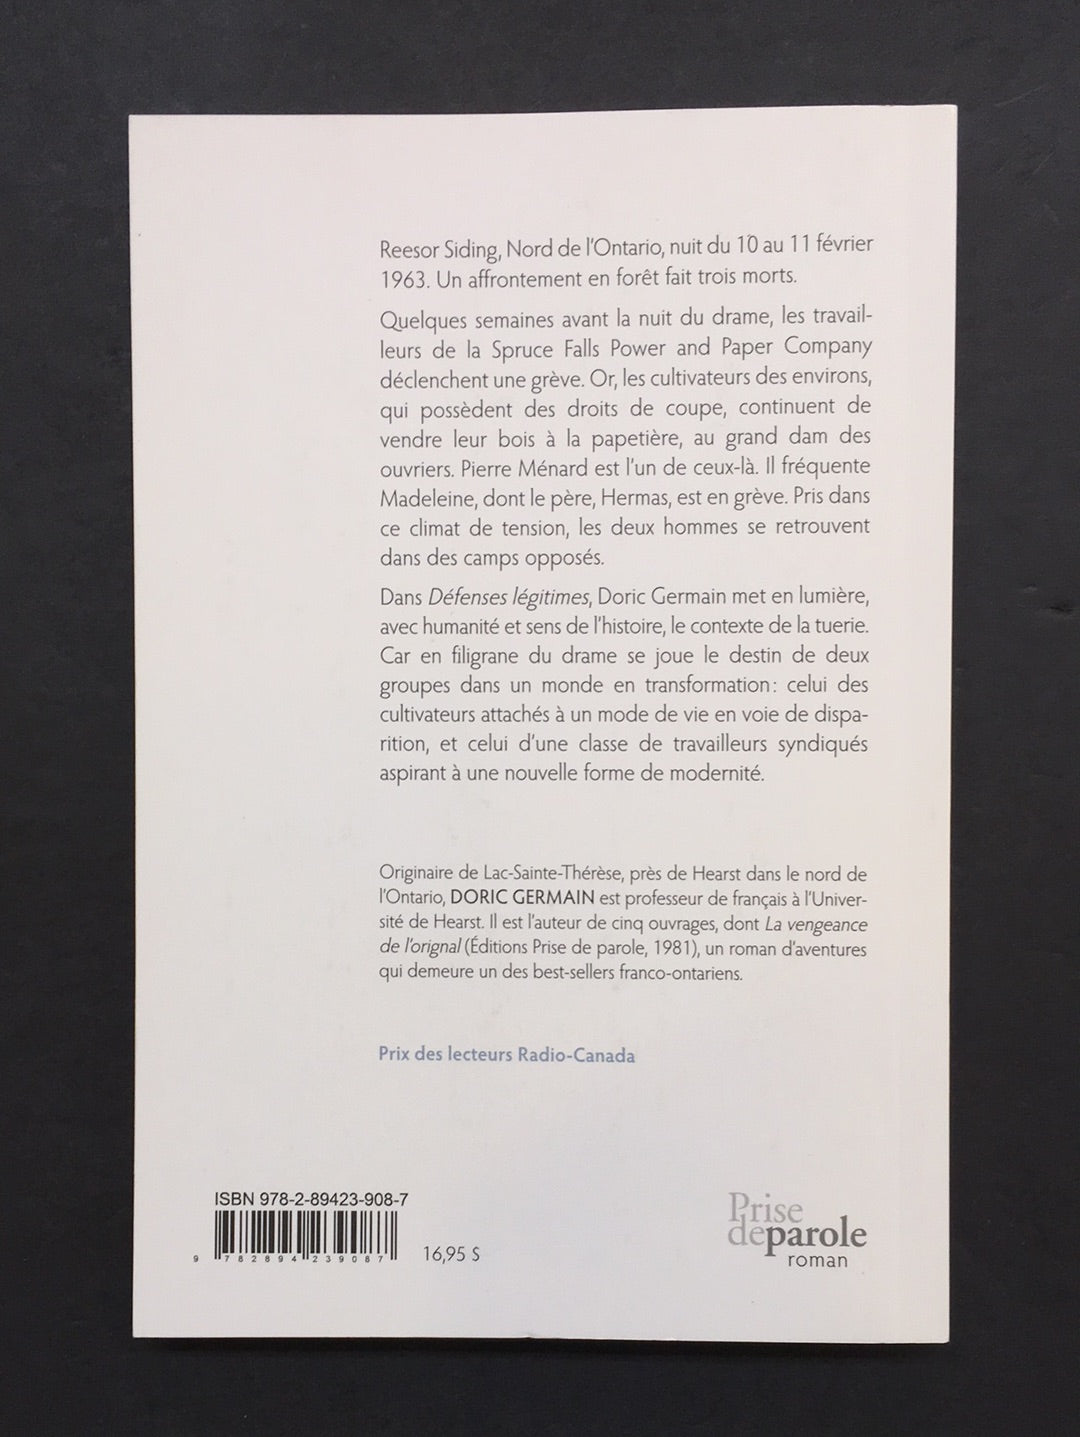 Reesor Siding, Nord de l'Ontario, nuit du 10 au 11 février
1963. Un affrontement en forêt fait trois morts.
Quelques semaines avant la nuit du drame, les travail-
leurs de la Spruce Falls Power and Paper Company
déclenchent une grève. Or, les cultivateurs des environs,
qui possèdent des droits de coupe, continuent de
vendre leur bois à la papetière, au grand dam des
ouvriers. Pierre Ménard est l'un de ceux-là. Il fréquente
Madeleine, dont le père, Hermas, est en grève. Pris dans
ce climat de tension, les deux hommes se retrouvent
dans des camps opposés.
Dans Défenses légitimes, Doric Germain met en lumière,
avec humanité et sens de l'histoire, le contexte de la tuerie.
Car en filigrane du drame se joue le destin de deux
groupes dans un monde en transformation: celui des
cultivateurs attachés à un mode de vie en voie de dispa-
rition, et celui d'une classe de travailleurs syndiqués
aspirant à une nouvelle forme de modernité.
Originaire de Lac-Sainte-Thérèse, près de Hearst dans le nord de
l'Ontario, DORIC GERMAIN est professeur de français à l'Univer-
sité de Hearst. Il est l'auteur de cinq ouvrages, dont La vengeance
de l'orignal (Éditions Prise de parole, 1981), un roman d'aventures
qui demeure un des best-sellers franco-ontariens.
Prix des lecteurs Radio-Canada
ISBN 978-2-89423-908-7
9 782894 239087
16,95 $
Prise
deparole
roman